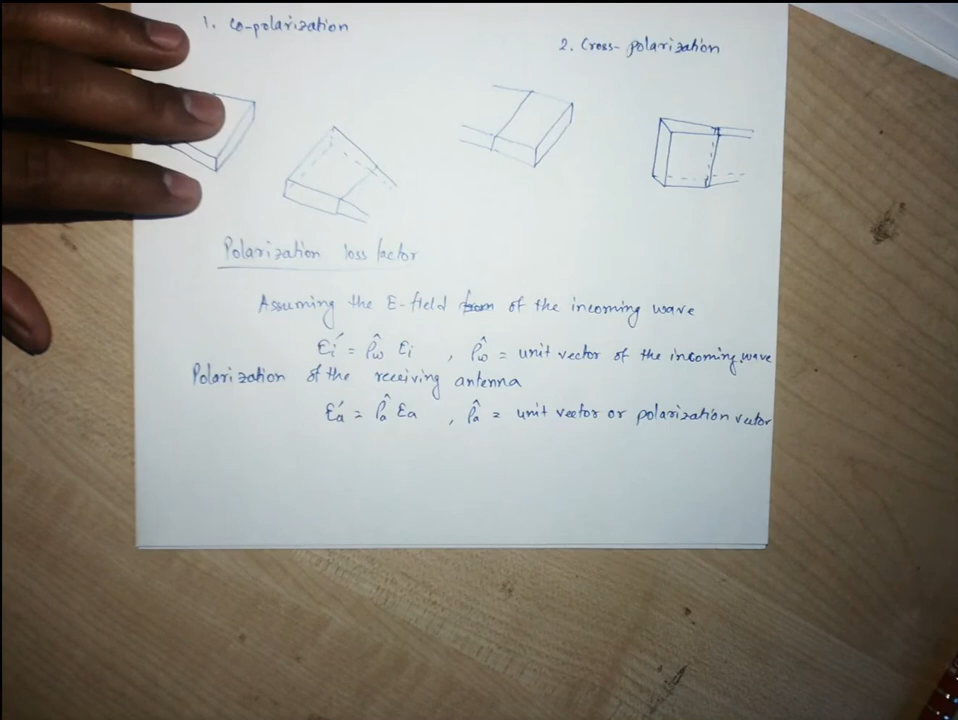 1. Co-polarization
2. Cross-polarization
Polarization loss factor
Assuming the E-field of the incoming wave
Ei' = ρ̂w Ei , ρ̂w = unit vector of the incoming wave
Polarization of the receiving antenna
Ea' = ρ̂a Ea , ρ̂a = unit vector or polarization vector